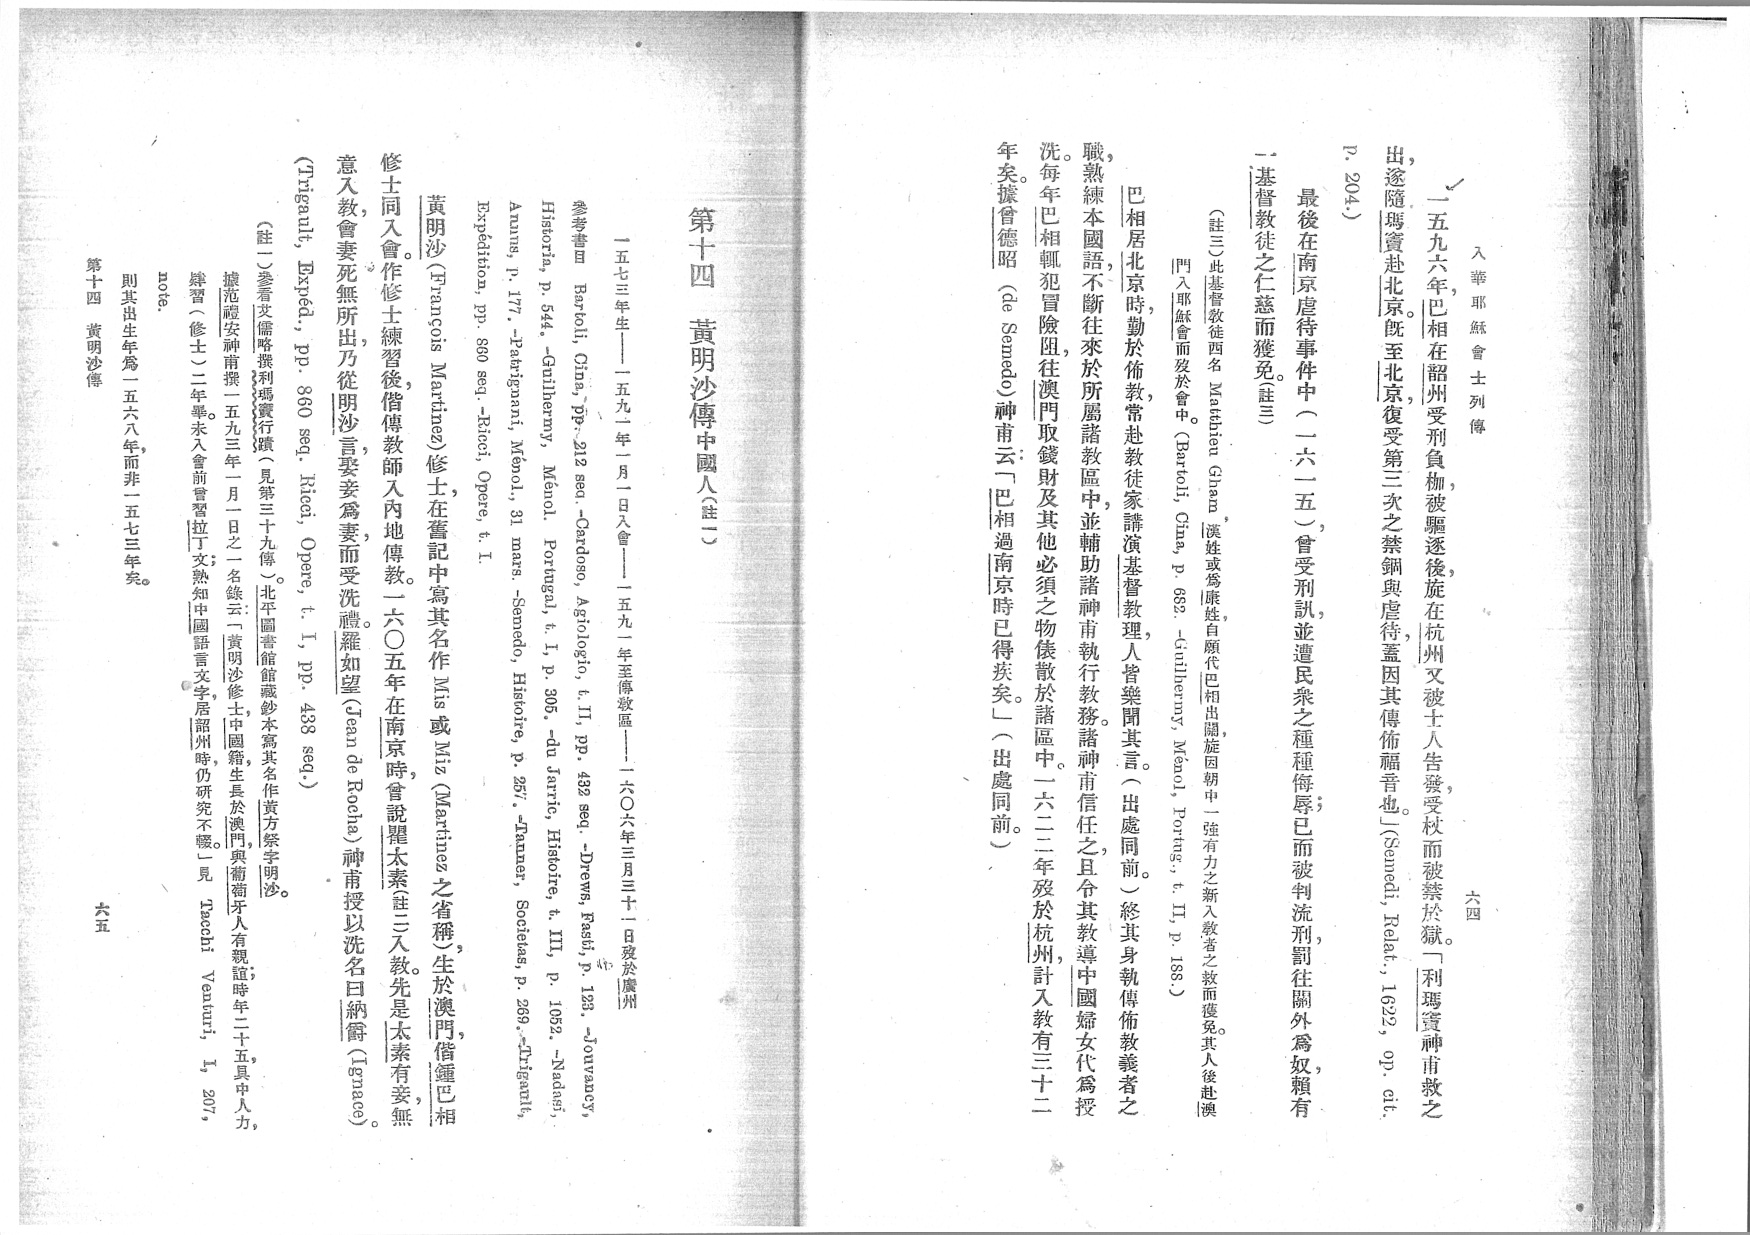 入華耶穌會士列傳
六四
一五九六年,巴相在韶州受刑負枷,被驅逐後,旋在杭州又被士人告發,受杖而被禁於獄。「利瑪竇神甫救之
出,遂隨瑪竇赴北京。旣至北京,復受第三次之禁錮與虐待,蓋因其傳佈福音也。」(Semedi, Relat., 1622, op. cit.
p. 204.)
最後在南京虐待事件中(一六一五),曾受刑訊,並遭民衆之種種侮辱;已而被判流刑,罰往關外爲奴,賴有
一基督敎徒之仁慈而獲免。(註三)
(註三)此基督敎徒西名 Matthieu Gham,漢姓或爲康姓,自願代巴相出關,旋因朝中一強有力之新入敎者之救而獲免。其人後赴澳
門入耶穌會而歿於會中。(Bartoli, Cina, p. 682. -Guilhermy, Ménol, Portug., t. II, p. 188.)
巴相居北京時,勤於佈敎,常赴敎徒家講演基督敎理,人皆樂聞其言。(出處同前。)終其身執傳佈敎義者之
職,熟練本國語,不斷往來於所屬諸敎區中,並輔助諸神甫執行敎務。諸神甫信任之,且令其敎導中國婦女代爲授
洗。每年巴相輒犯冒險阻,往澳門取錢財及其他必須之物俵散於諸區中。一六二二年歿於杭州,計入敎有三十二
年矣。據曾德昭 (de Semedo) 神甫云:「巴相過南京時已得疾矣。」(出處同前。)
第十四 黃明沙傳 中國人(註一)
一五七三年生——一五九一年一月一日入會——一五九一年至傳敎區——一六〇六年三月三十一日歿於廣州
參考書目 Bartoli, Cina, pp. 212 seq. -Cardoso, Agiologio, t. II, pp. 432 seq. -Drews, Fasti, p. 123. -Jouvancy,
Historia, p. 544. -Guilhermy, Ménol. Portugal, t. I, p. 305. -du Jarric, Histoire, t. III, p. 1052. -Nadasi,
Annus, p. 177. -Patrignani, Ménol., 31 mars. -Semedo, Histoire, p. 257. -Tanner, Societas, p. 269. -Trigault,
Expédition, pp. 860 seq. -Ricci, Opere, t. I.
黃明沙 (François Martinez) 修士,在舊記中寫其名作 Mis 或 Miz (Martinez 之省稱),生於澳門,偕鍾巴相
修士同入會。作修士練習後,偕傳敎師入內地傳敎。一六〇五年在南京時,曾說瞿太素(註二)入敎。先是太素有妾,無
意入敎會,妻死無所出,乃從明沙言,娶妾爲妻,而受洗禮。羅如望 (Jean de Rocha) 神甫授以洗名曰納爵 (Ignace)。
(Trigault, Expéd., pp. 860 seq. Ricci, Opere, t. I, pp. 438 seq.)
(註一)參看艾儒略撰利瑪竇行蹟(見第三十九傳)。北平圖書館館藏鈔本寫其名作黃方祭字明沙。
據范禮安神甫撰一五九三年一月一日之一名錄云:「黃明沙修士,中國籍,生長於澳門,與葡萄牙人有親誼;時年二十五,具中人力,
肄習(修士)二年畢。未入會前曾習拉丁文;熟知中國語言文字,居韶州時,仍研究不輟。」見 Tacchi Venturi, I, 207,
note.
則其出生年爲一五六八年,而非一五七三年矣。
第十四 黃明沙傳
六五